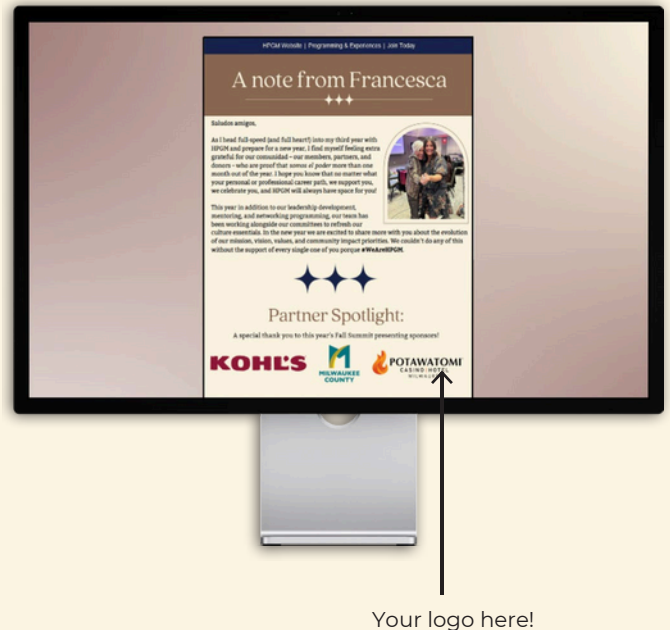 HPGM Website | Programming & Experiences | Join Today
A note from Francesca
Saludos amigos,
As I head full-speed (and full heart!) into my third year with
HPGM and prepare for a new year, I find myself feeling extra
grateful for our comunidad – our members, partners, and
donors - who are proof that somos el poder more than one
month out of the year. I hope you know that no matter what
your personal or professional career path, we support you,
we celebrate you, and HPGM will always have space for you!
This year in addition to our leadership development,
mentoring, and networking programming, our team has
been working alongside our committees to refresh our
culture essentials. In the new year we are excited to share more with you about the evolution
of our mission, vision, values, and community impact priorities. We couldn't do any of this
without the support of every single one of you porque #WeAreHPGM.
Partner Spotlight:
A special thank you to this year's Fall Summit presenting sponsors!
KOHL'S
MILWAUKEE
COUNTY
POTAWATOMI
CASINO HOTEL
Your logo here!